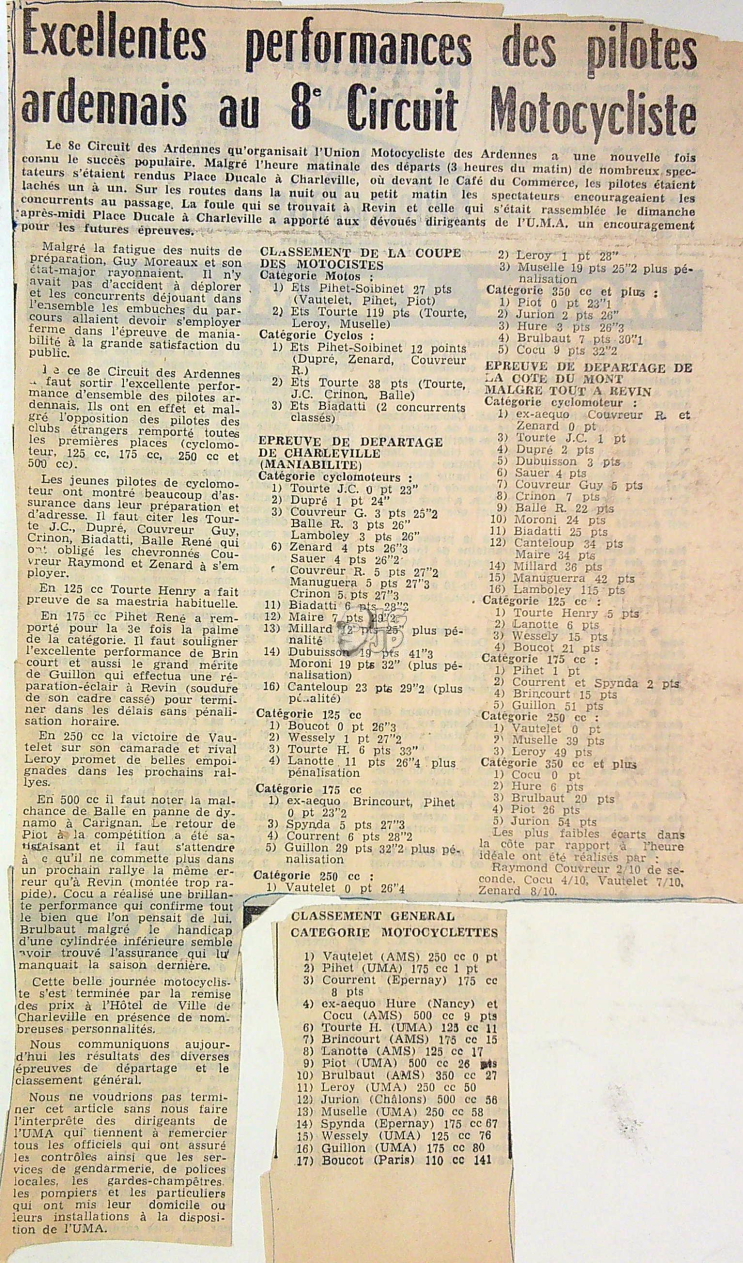 Excellentes performances des pilotes
ardennais au 8e Circuit Motocycliste
Le 8e Circuit des Ardennes qu'organisait l'Union Motocycliste des Ardennes a une nouvelle fois
connu le succès populaire. Malgré l'heure matinale des départs (3 heures du matin) de nombreux spec-
tateurs s'étaient rendus Place Ducale à Charleville, où devant le Café du Commerce, les pilotes étaient
lachés un à un. Sur les routes dans la nuit ou au petit matin les spectateurs encourageaient les
concurrents au passage. La foule qui se trouvait à Revin et celle qui s'était rassemblée le dimanche
après-midi Place Ducale à Charleville a apporté aux dévoués dirigeants de l'U.M.A. un encouragement
pour les futures épreuves.
Malgré la fatigue des nuits de
préparation, Guy Moreaux et son
état-major rayonnaient. Il n'y
avait pas d'accident à déplorer
et les concurrents déjouant dans
l'ensemble les embuches du par-
cours allaient devoir s'employer
ferme dans l'épreuve de mania-
bilité à la grande satisfaction du
public.
ce 8e Circuit des Ardennes
faut sortir l'excellente perfor-
mance d'ensemble des pilotes ar-
dennais. Ils ont en effet et mal-
gré l'opposition des pilotes des
clubs étrangers remporté toutes
les premières places (cyclomo-
teur, 125 cc, 175 cc, 250 cc et
500 cc).
Les jeunes pilotes de cyclomo-
teur ont montré beaucoup d'as-
surance dans leur préparation et
d'adresse. Il faut citer les Tour-
te J.C., Dupré, Couvreur Guy,
Crinon, Biadatti, Balle René qui
ont obligé les chevronnés Cou-
vreur Raymond et Zenard à s'em
ployer.
En 125 cc Tourte Henry a fait
preuve de sa maestria habituelle.
En 175 cc Pihet René a rem-
porté pour la 3e fois la palme
de la catégorie. Il faut souligner
l'excellente performance de Brin
court et aussi le grand mérite
de Guillon qui effectua une ré-
paration-éclair à Revin (soudure
de son cadre cassé) pour termi-
ner dans les délais sans pénali-
sation horaire.
En 250 cc la victoire de Vau-
telet sur son camarade et rival
Leroy promet de belles empoi-
gnades dans les prochains ral-
lyes.
En 500 cc il faut noter la mal-
chance de Balle en panne de dy-
namo à Carignan. Le retour de
Piot à la compétition a été sa-
tisfaisant et il faut s'attendre
à e qu'il ne commette plus dans
un prochain rallye la même er-
reur qu'à Revin (montée trop ra-
pide). Cocu a réalisé une brillan-
te performance qui confirme tout
le bien que l'on pensait de lui.
Brulbaut malgré le handicap
d'une cylindrée inférieure semble
avoir trouvé l'assurance qui lu
manquait la saison dernière.
Cette belle journée motocyclis-
te s'est terminée par la remise
des prix à l'Hôtel de Ville de
Charleville en présence de nom-
breuses personnalités.
Nous communiquons aujour-
d'hui les résultats des diverses
épreuves de départage et le
classement général.
Nous ne voudrions pas termi-
ner cet article sans nous faire
l'interprête des dirigeants de
l'UMA qui tiennent à remercier
tous les officiels qui ont assuré
les contrôles ainsi que les ser-
vices de gendarmerie, de polices
locales, les gardes-champêtres,
les pompiers et les particuliers
qui ont mis leur domicile ou
leurs installations à la disposi-
tion de l'UMA.
CLASSEMENT DE LA COUPE
DES MOTOCISTES
Catégorie Motos :
1) Ets Pihet-Soibinet 27 pts
(Vautelet, Pihet, Piot)
2) Ets Tourte 119 pts (Tourte,
Leroy, Muselle)
Catégorie Cyclos :
1) Ets Pihet-Soibinet 12 points
(Dupré, Zenard, Couvreur
R.)
2) Ets Tourte 38 pts (Tourte,
J.C. Crinon, Balle)
3) Ets Biadatti (2 concurrents
classés)
EPREUVE DE DEPARTAGE
DE CHARLEVILLE
(MANIABILITE)
Catégorie cyclomoteurs :
1) Tourte J.C. 0 pt 23"
2) Dupré 1 pt 24"
3) Couvreur G. 3 pts 25"2
Balle R. 3 pts 26"
Lamboley 3 pts 26"
6) Zenard 4 pts 26"3
Sauer 4 pts 26"2
Couvreur R. 5 pts 27"2
Manuguera 5 pts 27"3
Crinon 5 pts 27"3
11) Biadatti 6 pts 28"2
12) Maire 7 pts
13) Millard pts 26" plus pé-
nalité
14) Dubuisson 19 pts 41"3
Moroni 19 pts 32" (plus pé-
nalisation)
16) Canteloup 23 pts 29"2 (plus
pénalité)
Catégorie 125 cc
1) Boucot 0 pt 26"3
2) Wessely 1 pt 27"2
3) Tourte H. 6 pts 33"
4) Lanotte 11 pts 26"4 plus
pénalisation
Catégorie 175 cc
1) ex-aequo Brincourt, Pihet
0 pt 23"2
3) Spynda 5 pts 27"3
4) Courrent 6 pts 28"2
5) Guillon 29 pts 32"2 plus pé-
nalisation
Catégorie 250 cc :
1) Vautelet 0 pt 26"4
2) Leroy 1 pt 28"
3) Muselle 19 pts 25"2 plus pé-
nalisation
Catégorie 350 cc et plus :
1) Piot 0 pt 23"1
2) Jurion 2 pts 26"
3) Hure 3 pts 26"3
4) Brulbaut 7 pts 30"1
5) Cocu 9 pts 32"2
EPREUVE DE DEPARTAGE DE
LA COTE DU MONT
MALGRE TOUT A REVIN
Catégorie cyclomoteur :
1) ex-aequo Couvreur R. et
Zenard 0 pt
3) Tourte J.C. 1 pt
4) Dupré 2 pts
5) Dubuisson 3 pts
6) Sauer 4 pts
7) Couvreur Guy 5 pts
8) Crinon 7 pts
9) Balle R. 22 pts
10) Moroni 24 pts
11) Biadatti 25 pts
12) Canteloup 34 pts
Maire 34 pts
14) Millard 36 pts
15) Manuguerra 42 pts
16) Lamboley 115 pts
Catégorie 125 cc :
1) Tourte Henry 5 pts
2) Lanotte 6 pts
3) Wessely 15 pts
4) Boucot 21 pts
Catégorie 175 cc :
1) Pihet 1 pt
2) Courrent et Spynda 2 pts
4) Brincourt 15 pts
5) Guillon 51 pts
Catégorie 250 cc :
1) Vautelet 0 pt
2) Muselle 39 pts
3) Leroy 49 pts
Catégorie 350 cc et plus
1) Cocu 0 pt
2) Hure 6 pts
3) Brulbaut 20 pts
4) Piot 26 pts
5) Jurion 54 pts
Les plus faibles écarts dans
la côte par rapport à l'heure
idéale ont été réalisés par :
Raymond Couvreur 2/10 de se-
conde, Cocu 4/10, Vautelet 7/10,
Zenard 8/10.
CLASSEMENT GENERAL
CATEGORIE MOTOCYCLETTES
1) Vautelet (AMS) 250 cc 0 pt
2) Pihet (UMA) 175 cc 1 pt
3) Courrent (Epernay) 175 cc
8 pts
4) ex-aequo Hure (Nancy) et
Cocu (AMS) 500 cc 9 pts
6) Tourte H. (UMA) 125 cc 11
7) Brincourt (AMS) 175 cc 15
8) Lanotte (AMS) 125 cc 17
9) Piot (UMA) 500 cc 26 pts
10) Brulbaut (AMS) 350 cc 27
11) Leroy (UMA) 250 cc 50
12) Jurion (Châlons) 500 cc 56
13) Muselle (UMA) 250 cc 58
14) Spynda (Epernay) 175 cc 67
15) Wessely (UMA) 125 cc 76
16) Guillon (UMA) 175 cc 80
17) Boucot (Paris) 110 cc 141